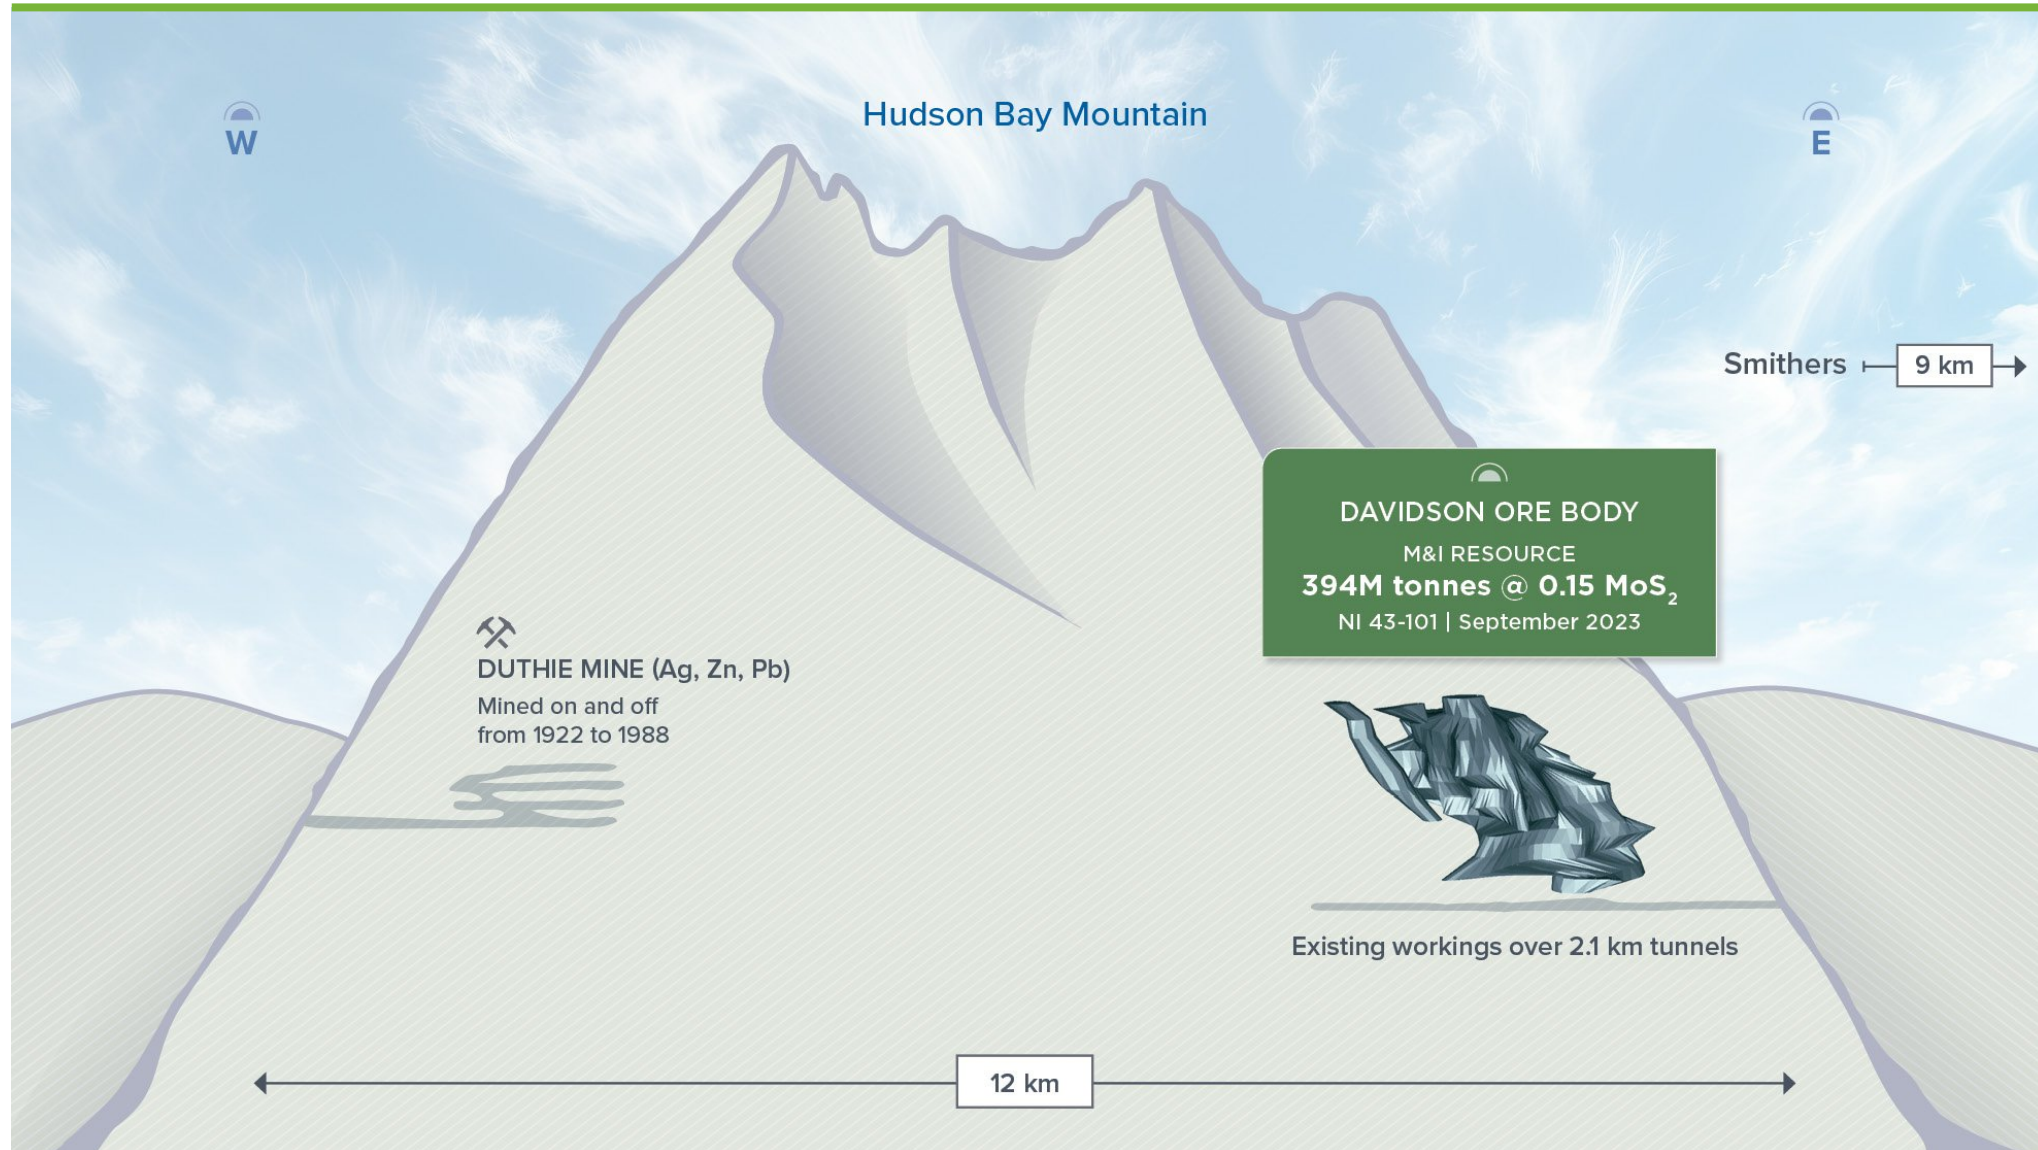 Hudson Bay Mountain
W
E
Smithers 9 km
DAVIDSON ORE BODY
M&I RESOURCE
394M tonnes @ 0.15 MoS₂
NI 43-101 | September 2023
DUTHIE MINE (Ag, Zn, Pb)
Mined on and off
from 1922 to 1988
Existing workings over 2.1 km tunnels
12 km